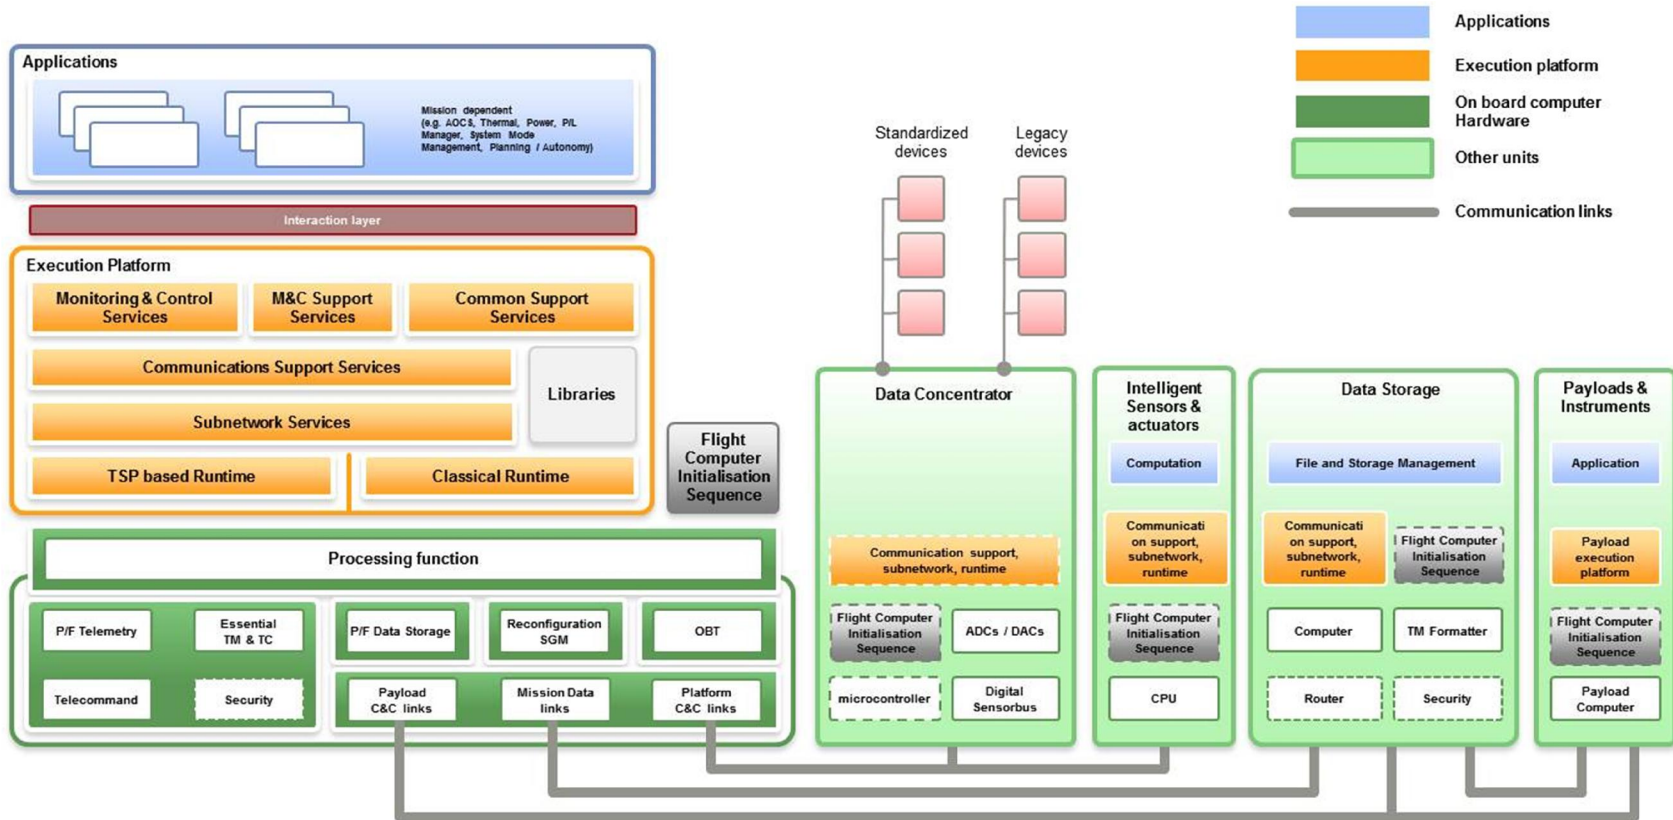 Applications
Execution platform
On board computer
Hardware
Other units
Communication links
Applications
Mission dependent
(e.g. AOCS, Thermal, Power, P/L
Manager, System Mode
Management, Planning / Autonomy)
Interaction layer
Execution Platform
Monitoring & Control
Services
M&C Support
Services
Common Support
Services
Communications Support Services
Libraries
Subnetwork Services
TSP based Runtime
Classical Runtime
Flight
Computer
Initialisation
Sequence
Processing function
P/F Telemetry
Essential
TM & TC
P/F Data Storage
Reconfiguration
SGM
OBT
Telecommand
Security
Payload
C&C links
Mission Data
links
Platform
C&C links
Standardized
devices
Legacy
devices
Data Concentrator
Communication support,
subnetwork, runtime
Flight Computer
Initialisation
Sequence
ADCs / DACs
microcontroller
Digital
Sensorbus
Intelligent
Sensors &
actuators
Computation
Communicati
on support,
subnetwork,
runtime
Flight Computer
Initialisation
Sequence
CPU
Data Storage
File and Storage Management
Communicati
on support,
subnetwork,
runtime
Flight Computer
Initialisation
Sequence
Computer
TM Formatter
Router
Security
Payloads &
Instruments
Application
Payload
execution
platform
Flight Computer
Initialisation
Sequence
Payload
Computer